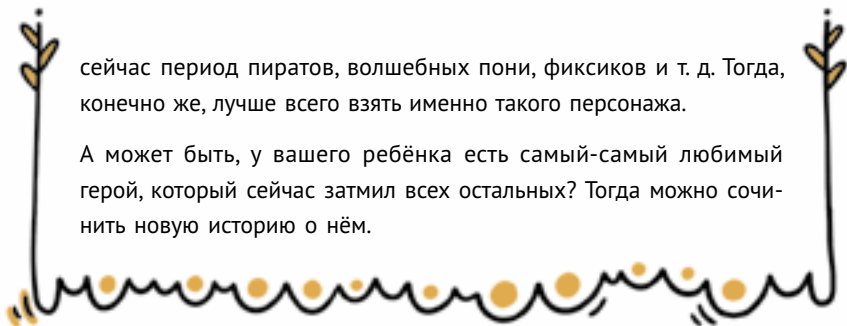 сейчас период пиратов, волшебных пони, фиксиков и т. д. Тогда,
конечно же, лучше всего взять именно такого персонажа.
А может быть, у вашего ребёнка есть самый-самый любимый
герой, который сейчас затмил всех остальных? Тогда можно сочи-
нить новую историю о нём.